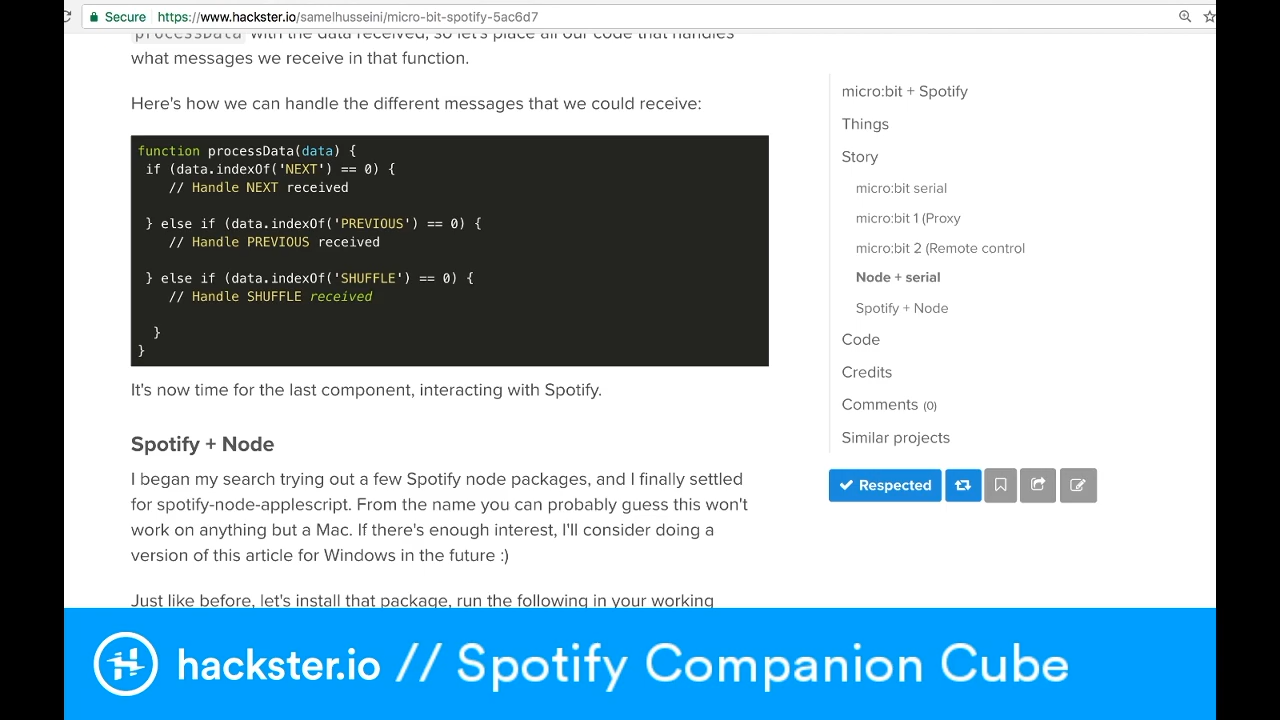 Secure https://www.hackster.io/samelhusseini/micro-bit-spotify-5ac6d7
processData with the data received, so let's place all our code that handles
what messages we receive in that function.
Here's how we can handle the different messages that we could receive:
function processData(data) {
if (data.indexOf('NEXT') == 0) {
// Handle NEXT received
} else if (data.indexOf('PREVIOUS') == 0) {
// Handle PREVIOUS received
} else if (data.indexOf('SHUFFLE') == 0) {
// Handle SHUFFLE received
}
}
It's now time for the last component, interacting with Spotify.
Spotify + Node
I began my search trying out a few Spotify node packages, and I finally settled
for spotify-node-applescript. From the name you can probably guess this won't
work on anything but a Mac. If there's enough interest, I'll consider doing a
version of this article for Windows in the future :)
Just like before, let's install that package, run the following in your working
micro:bit + Spotify
Things
Story
micro:bit serial
micro:bit 1 (Proxy
micro:bit 2 (Remote control
Node + serial
Spotify + Node
Code
Credits
Comments (0)
Similar projects
Respected
hackster.io // Spotify Companion Cube